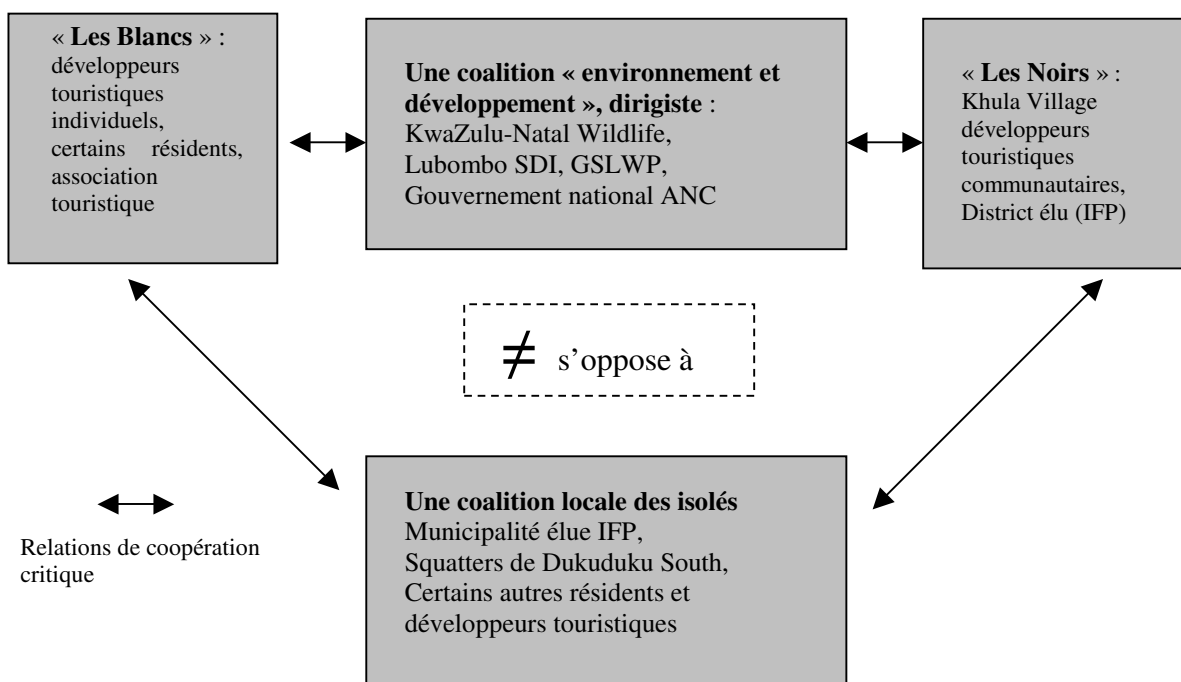 « Les Blancs » :
développeurs
touristiques
individuels,
certains résidents,
association
touristique
Une coalition « environnement et
développement », dirigiste :
KwaZulu-Natal Wildlife,
Lubombo SDI, GSLWP,
Gouvernement national ANC
« Les Noirs » :
Khula Village
développeurs
touristiques
communautaires,
District élu (IFP)
≠ s’oppose à
Une coalition locale des isolés
Municipalité élue IFP,
Squatters de Dukuduku South,
Certains autres résidents et
développeurs touristiques
Relations de coopération
critique